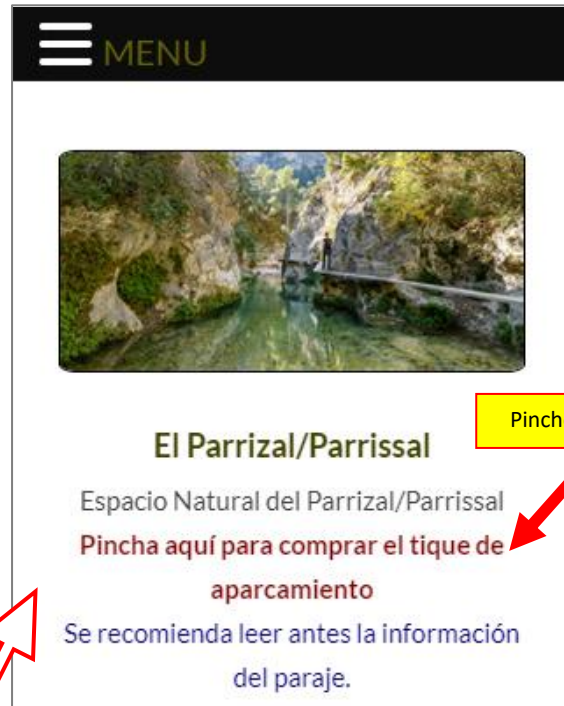 MENU
Pinch
El Parrizal/Parrissal
Espacio Natural del Parrizal/Parrissal
Pincha aquí para comprar el tique de
aparcamiento
Se recomienda leer antes la información
del paraje.